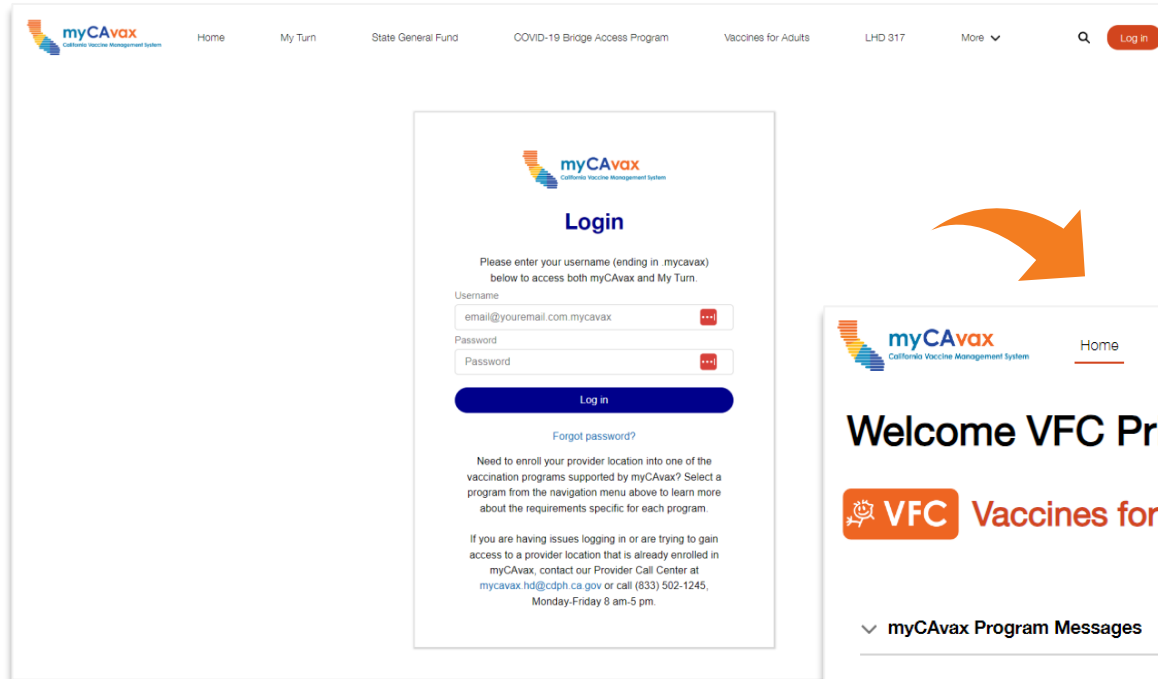 myCAvax
California Vaccine Management System
Home
My Turn
State General Fund
COVID-19 Bridge Access Program
Vaccines for Adults
LHD 317
More
Log in
myCAvax
California Vaccine Management System
Login
Please enter your username (ending in .mycavax)
below to access both myCAvax and My Turn.
Username
email@youremail.com.mycavax
Password
Password
Log in
Forgot password?
Need to enroll your provider location into one of the
vaccination programs supported by myCAvax? Select a
program from the navigation menu above to learn more
about the requirements specific for each program.
If you are having issues logging in or are trying to gain
access to a provider location that is already enrolled in
myCAvax, contact our Provider Call Center at
mycavax.hd@cdph.ca.gov or call (833) 502-1245,
Monday-Friday 8 am-5 pm.
myCAvax
California Vaccine Management System
Home
Welcome VFC Pr
VFC Vaccines for
myCAvax Program Messages